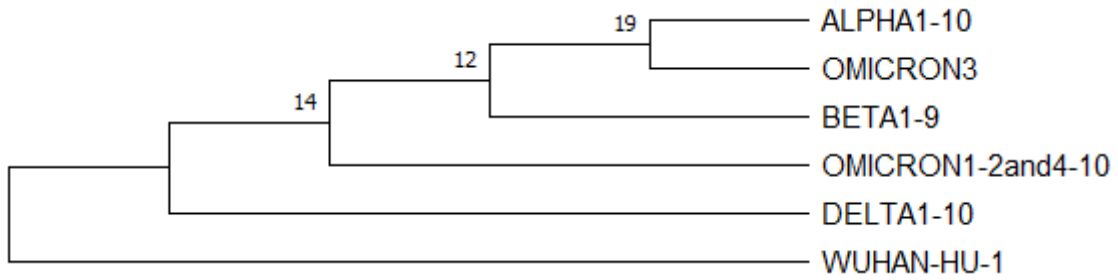 ALPHA1-10
19
OMICRON3
12
BETA1-9
14
OMICRON1-2and4-10
DELTA1-10
WUHAN-HU-1